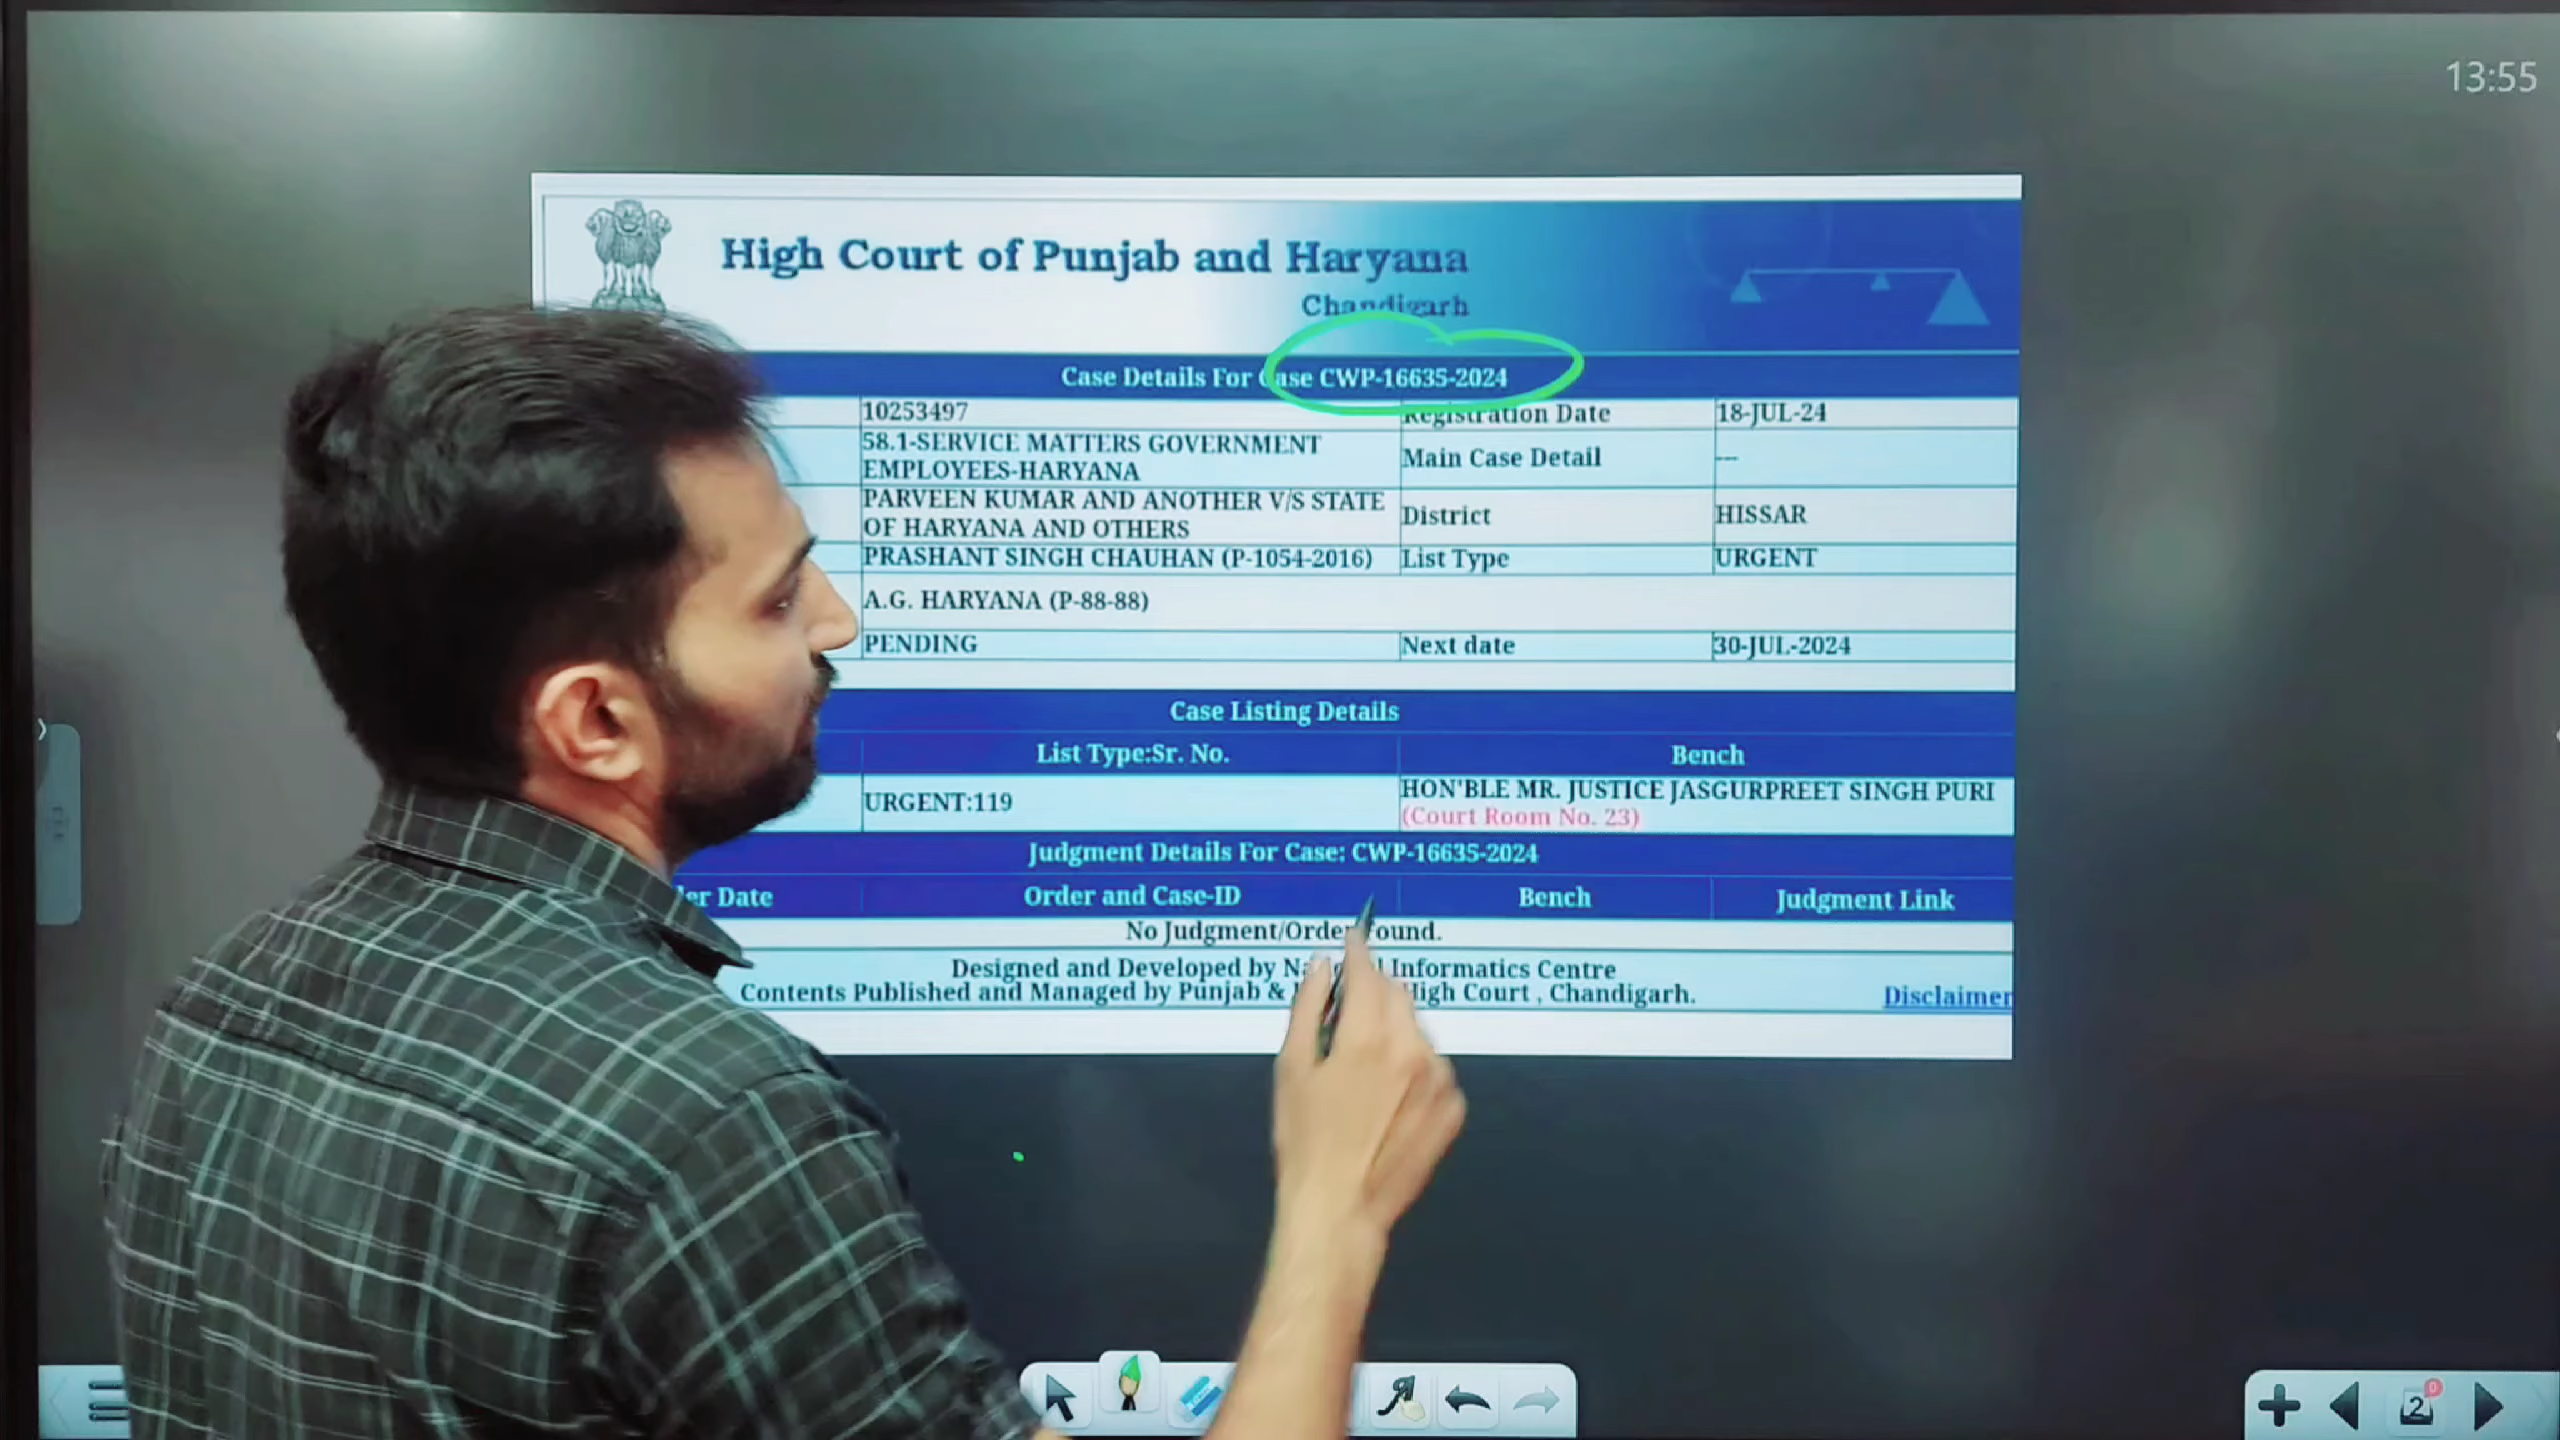 13:55
High Court of Punjab and Haryana
Chandigarh
Case Details For Case CWP-16635-2024
10253497 Registration Date 18-JUL-24
58.1-SERVICE MATTERS GOVERNMENT
EMPLOYEES-HARYANA Main Case Detail ---
PARVEEN KUMAR AND ANOTHER V/S STATE
OF HARYANA AND OTHERS District HISSAR
PRASHANT SINGH CHAUHAN (P-1054-2016) List Type URGENT
A.G. HARYANA (P-88-88)
PENDING Next date 30-JUL-2024
Case Listing Details
List Type:Sr. No. Bench
URGENT:119 HON'BLE MR. JUSTICE JASGURPREET SINGH PURI
(Court Room No. 23)
Judgment Details For Case: CWP-16635-2024
er Date Order and Case-ID Bench Judgment Link
No Judgment/Order found.
Designed and Developed by Informatics Centre
Contents Published and Managed by Punjab & High Court , Chandigarh. Disclaimer
2
0